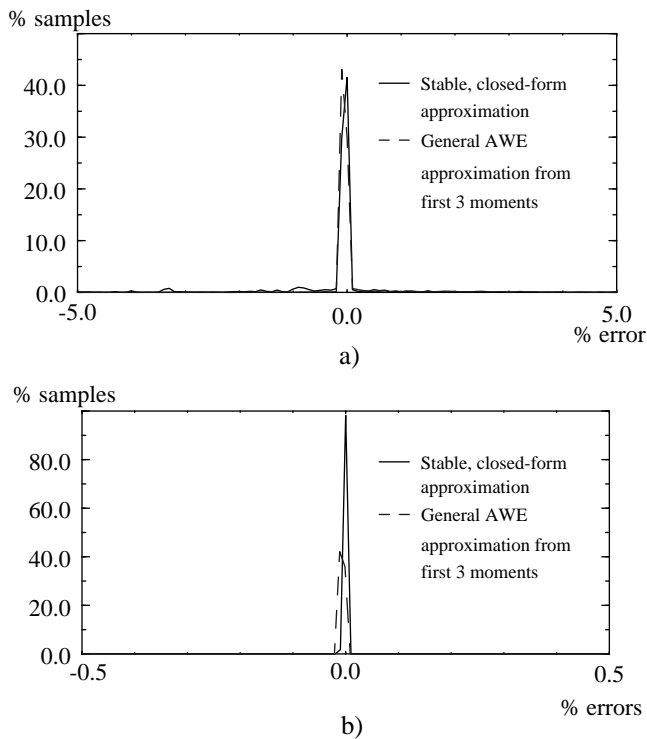 % samples
40.0
30.0
20.0
10.0
0.0
-5.0
0.0
5.0
% error
Stable, closed-form
approximation
General AWE
approximation from
first 3 moments
a)
% samples
80.0
60.0
40.0
20.0
0.0
-0.5
0.0
0.5
% errors
Stable, closed-form
approximation
General AWE
approximation from
first 3 moments
b)